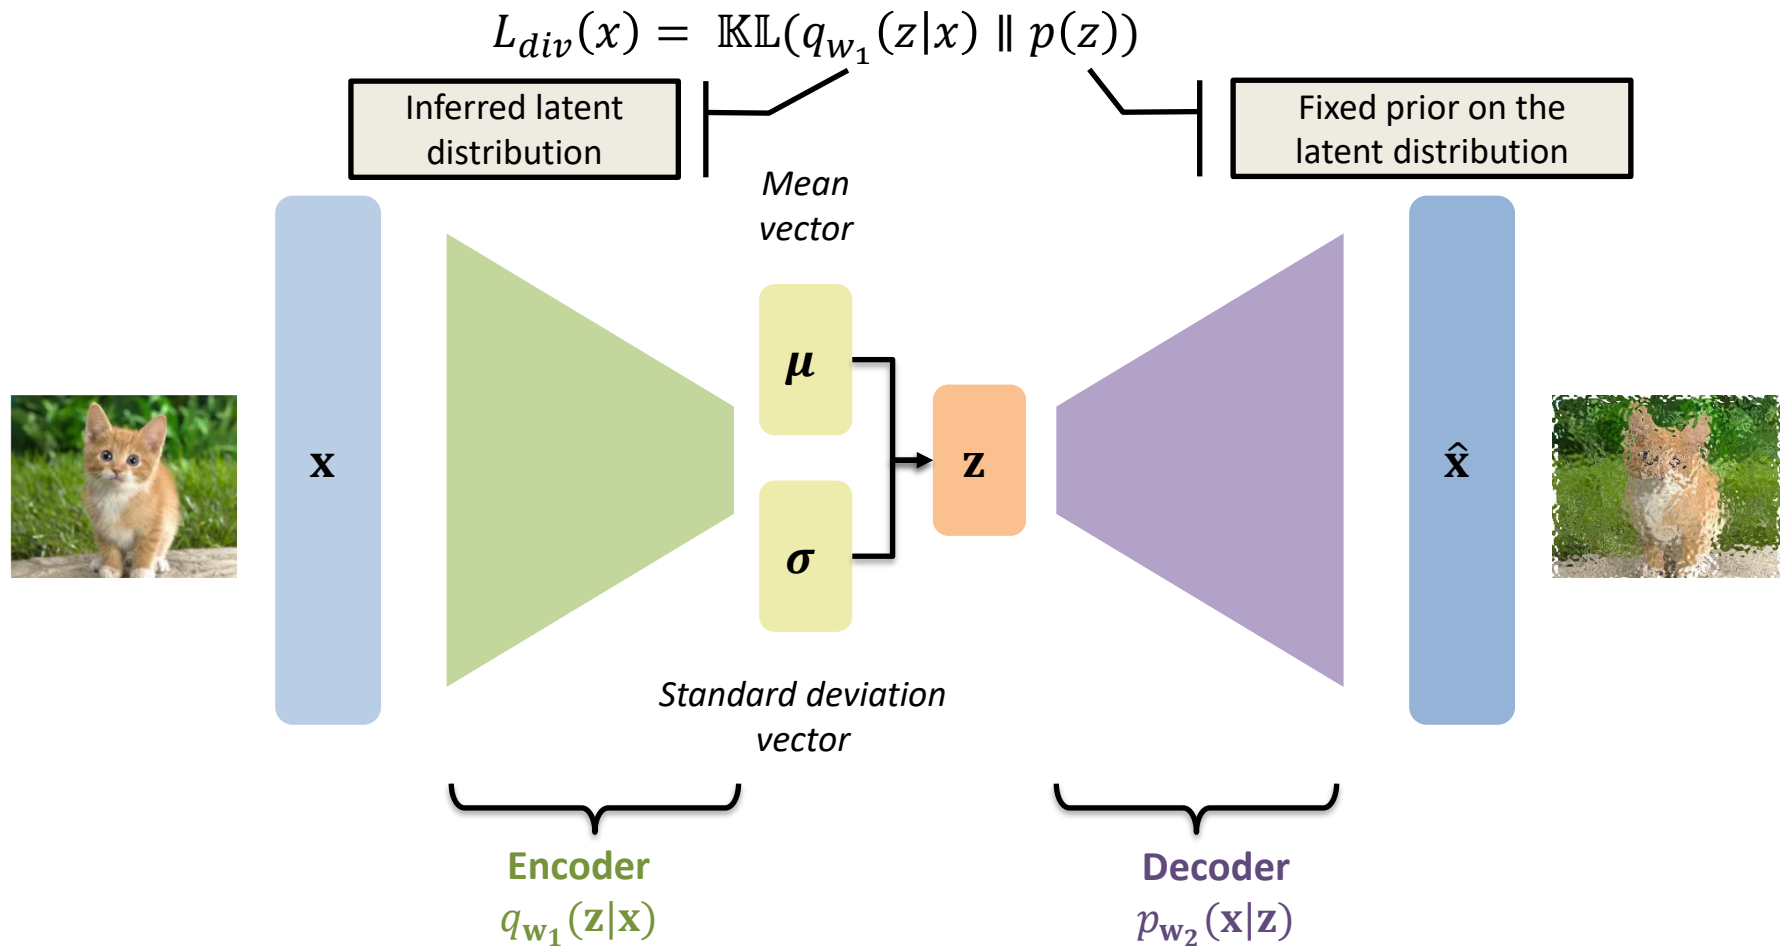 L_div(x) = 𝕂𝕃(q_w₁(z|x) ∥ p(z))
Inferred latent
distribution
Fixed prior on the
latent distribution
Mean
vector
x
μ
σ
z
x̂
Standard deviation
vector
Encoder
q_w₁(z|x)
Decoder
p_w₂(x|z)